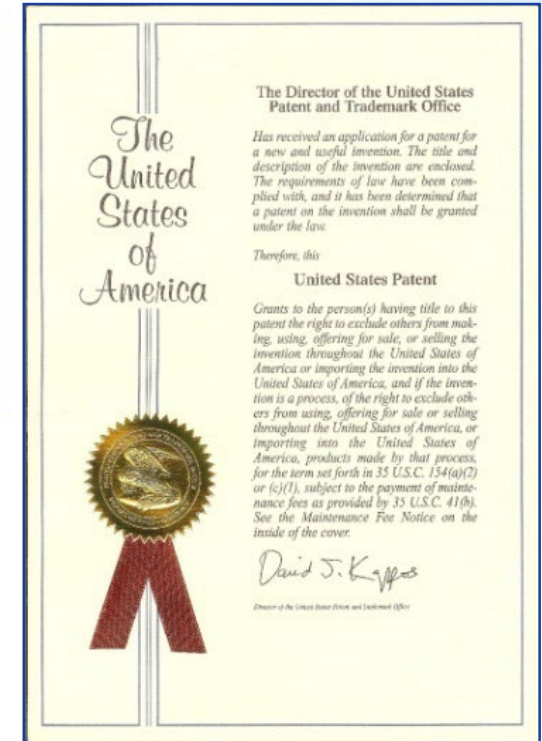 The
United
States
of
America
The Director of the United States
Patent and Trademark Office
Has received an application for a patent for
a new and useful invention. The title and
description of the invention are enclosed.
The requirements of law have been com-
plied with, and it has been determined that
a patent on the invention shall be granted
under the law.
Therefore, this
United States Patent
Grants to the person(s) having title to this
patent the right to exclude others from mak-
ing, using, offering for sale, or selling the
invention throughout the United States of
America or importing the invention into the
United States of America, and if the inven-
tion is a process, of the right to exclude oth-
ers from using, offering for sale or selling
throughout the United States of America, or
importing into the United States of
America, products made by that process,
for the term set forth in 35 U.S.C. 154(a)(2)
or (c)(1), subject to the payment of mainte-
nance fees as provided by 35 U.S.C. 41(b).
See the Maintenance Fee Notice on the
inside of the cover.
David J. Kappos
Director of the United States Patent and Trademark Office